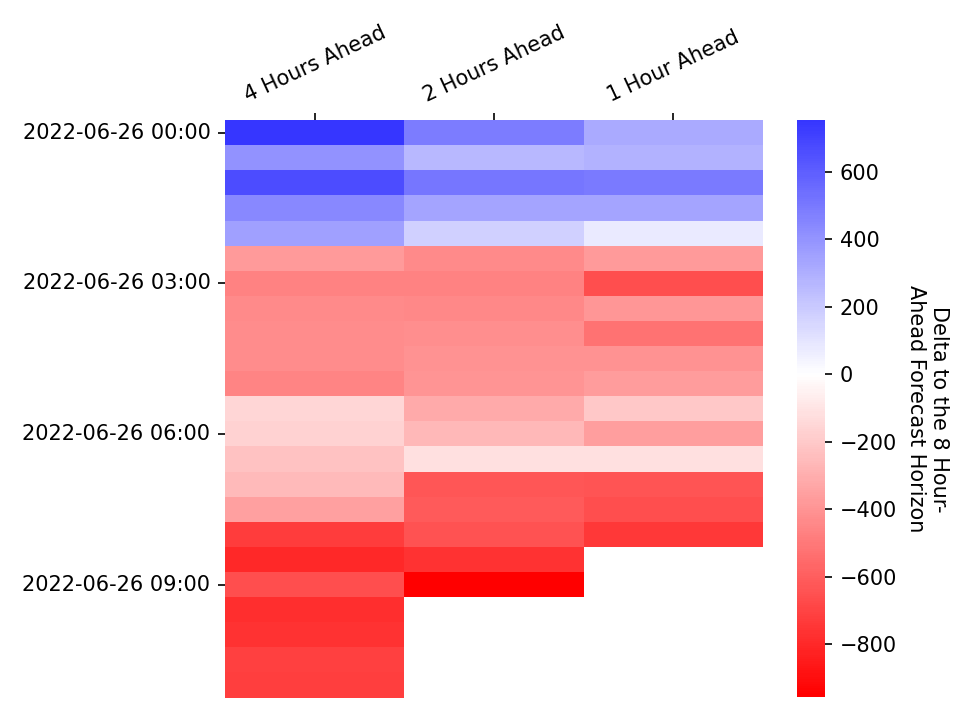 4 Hours Ahead
2 Hours Ahead
1 Hour Ahead
2022-06-26 00:00
2022-06-26 03:00
2022-06-26 06:00
2022-06-26 09:00
600
400
200
0
−200
−400
−600
−800
Delta to the 8 Hour-
Ahead Forecast Horizon